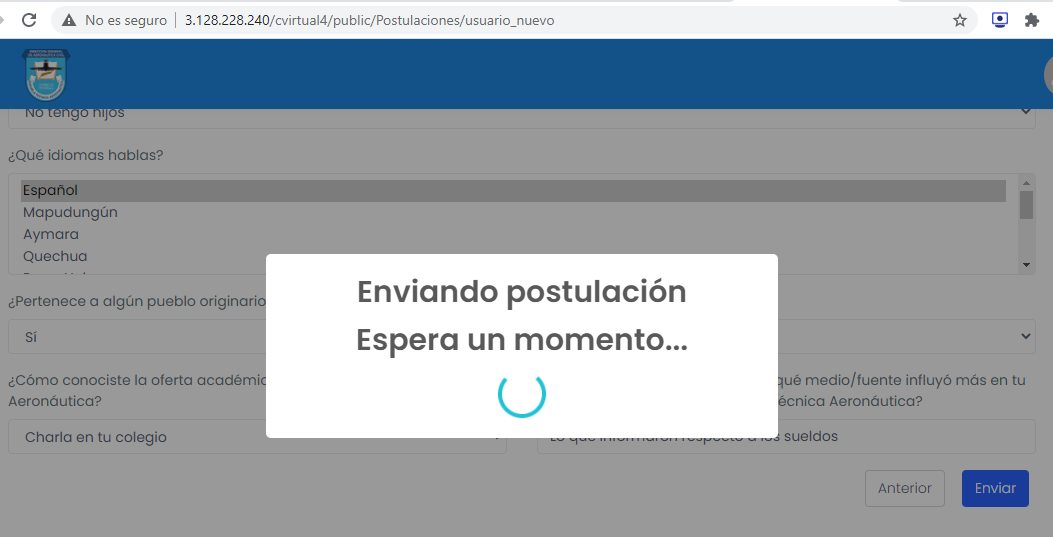 No es seguro
3.128.228.240/cvirtual4/public/Postulaciones/usuario_nuevo
No tengo hijos
¿Qué idiomas hablas?
Español
Mapudungún
Aymara
Quechua
Enviando postulación
Espera un momento...
¿Pertenece a algún pueblo originario
Sí
¿Cómo conociste la oferta académic
Aeronáutica?
qué medio/fuente influyó más en tu
écnica Aeronáutica?
Charla en tu colegio
Lo que informaron respecto a los sueldos
Anterior
Enviar